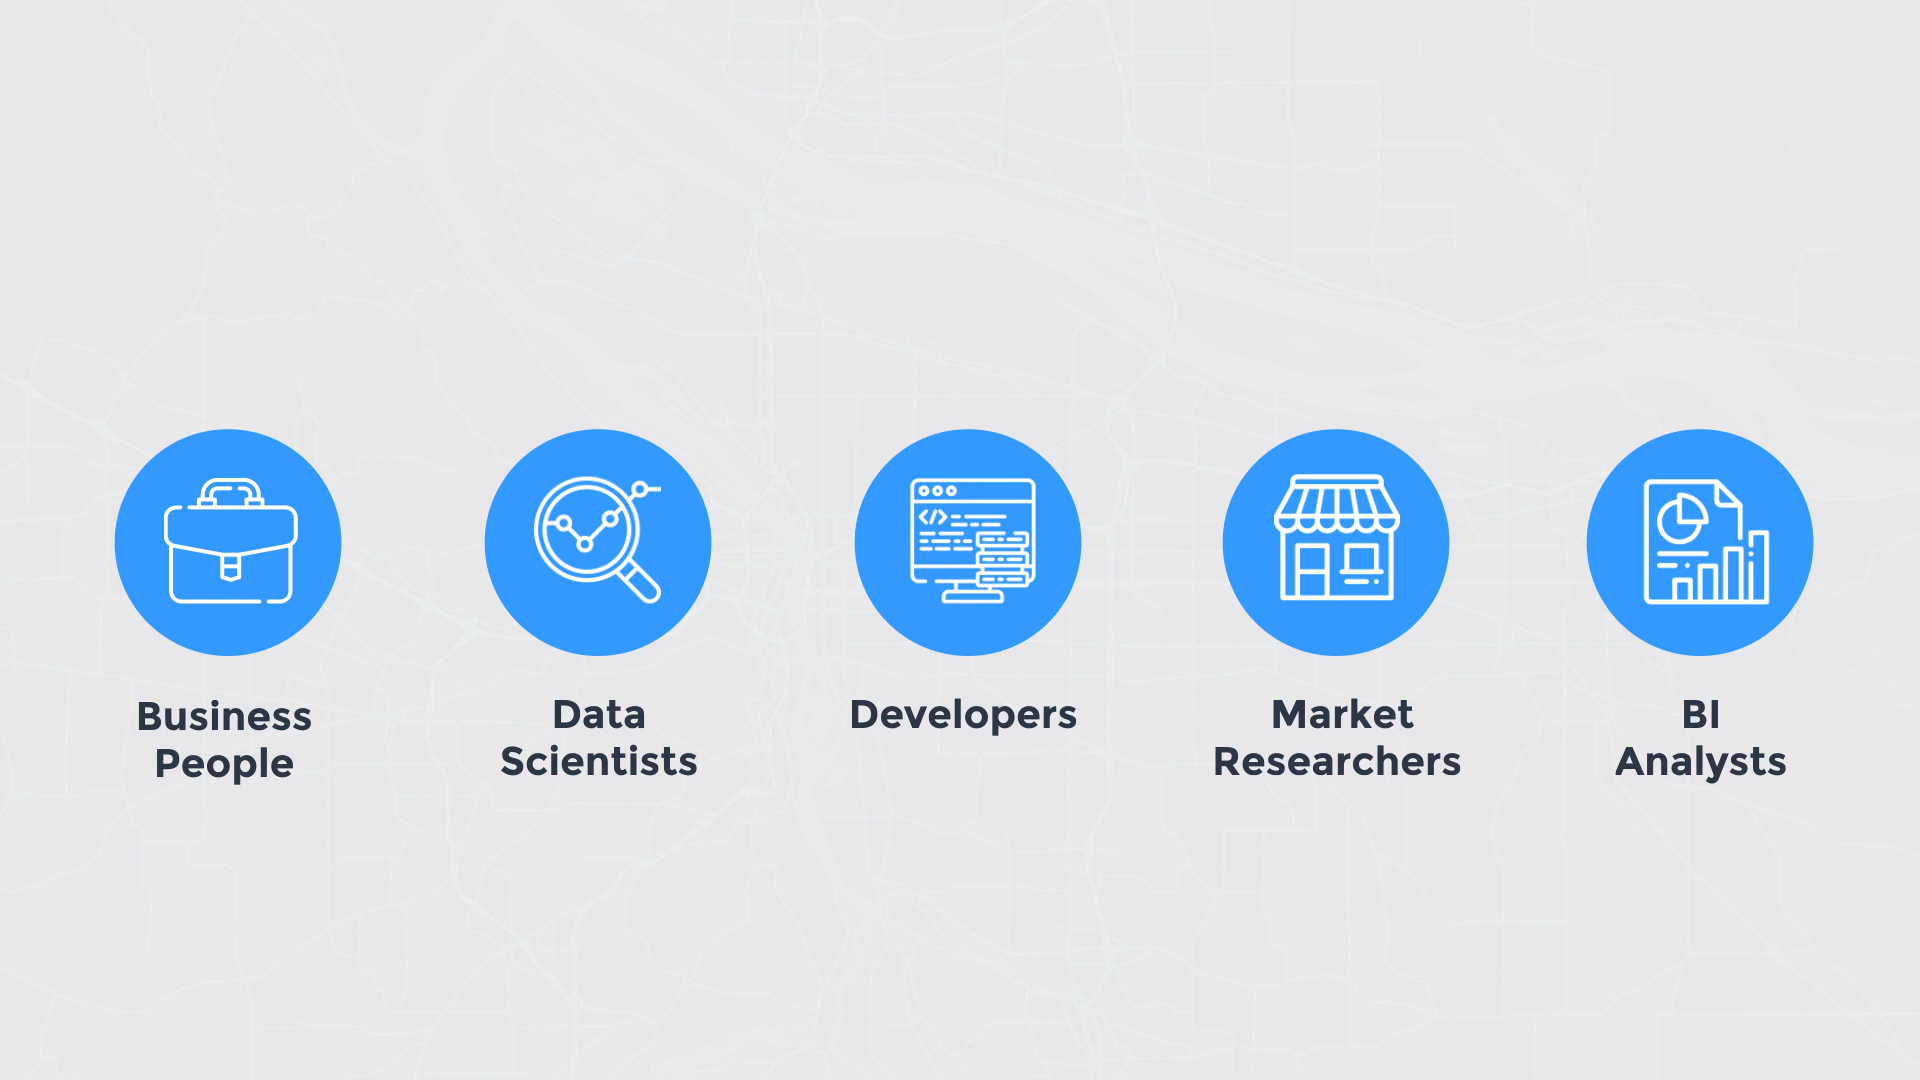 Business
People
Data
Scientists
Developers
Market
Researchers
BI
Analysts